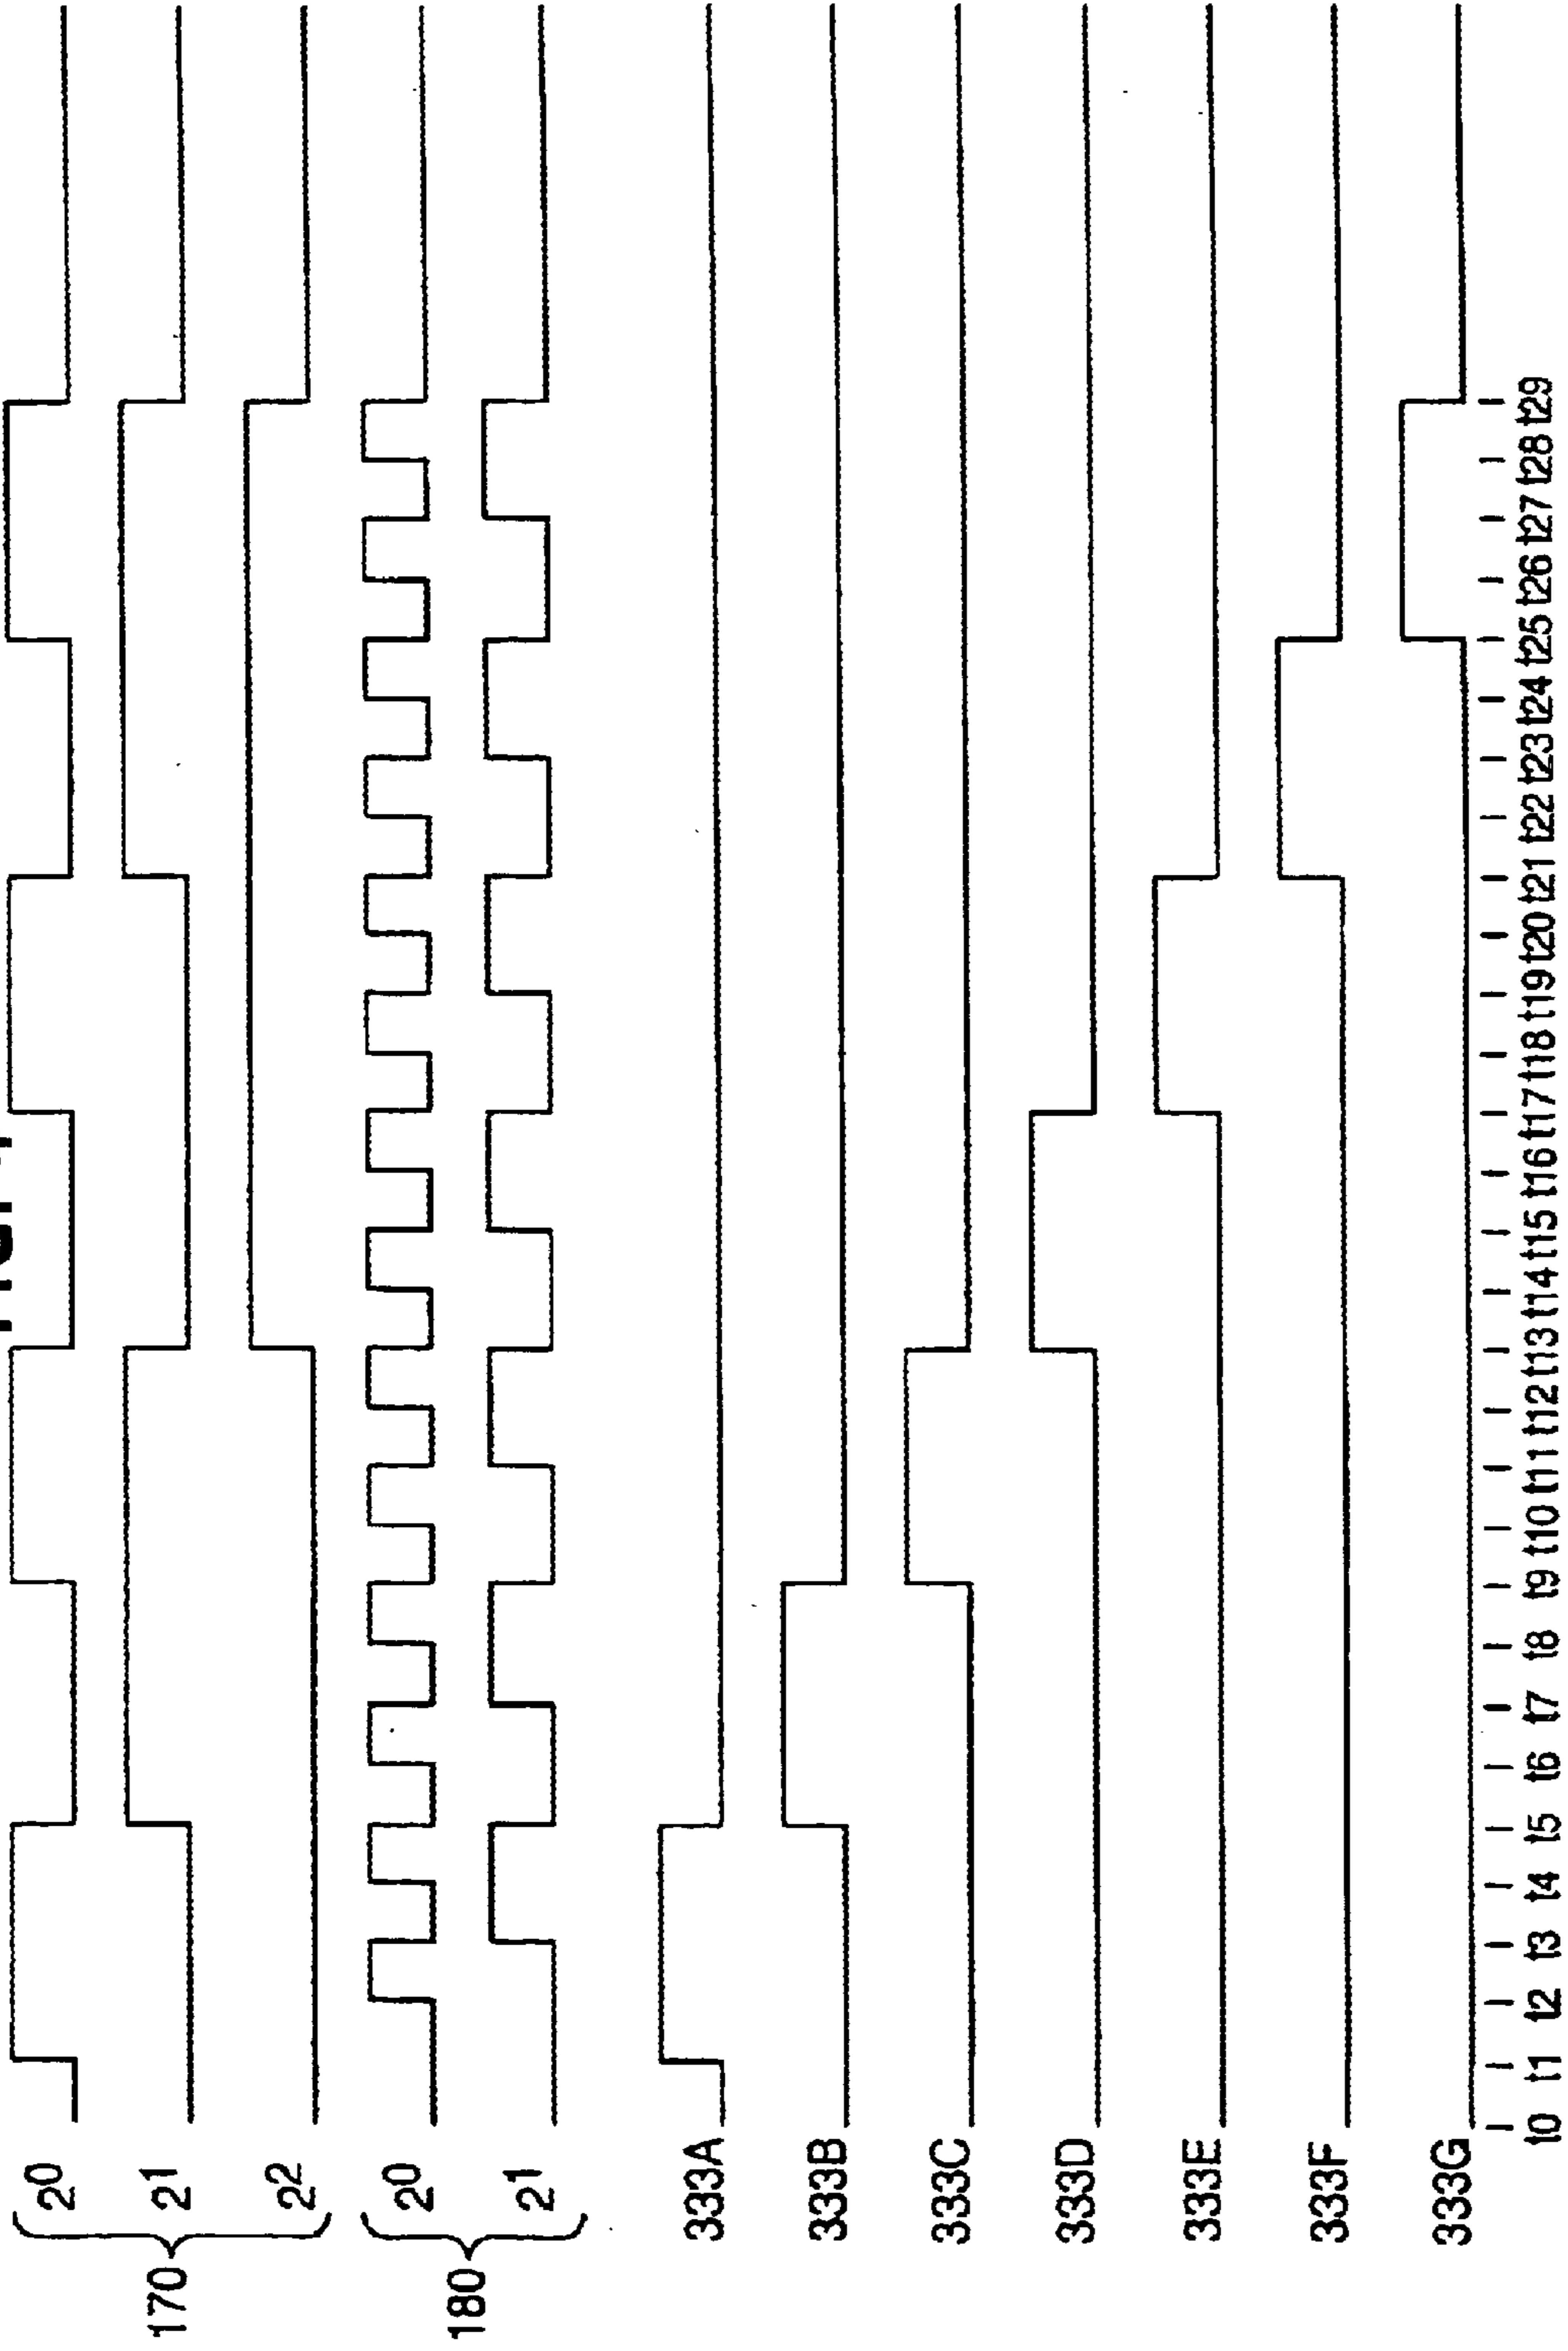 170
2⁰
2¹
2²
180
2⁰
2¹
333A
333B
333C
333D
333E
333F
333G
t0 t1 t2 t3 t4 t5 t6 t7 t8 t9 t10 t11 t12 t13 t14 t15 t16 t17 t18 t19 t20 t21 t22 t23 t24 t25 t26 t27 t28 t29